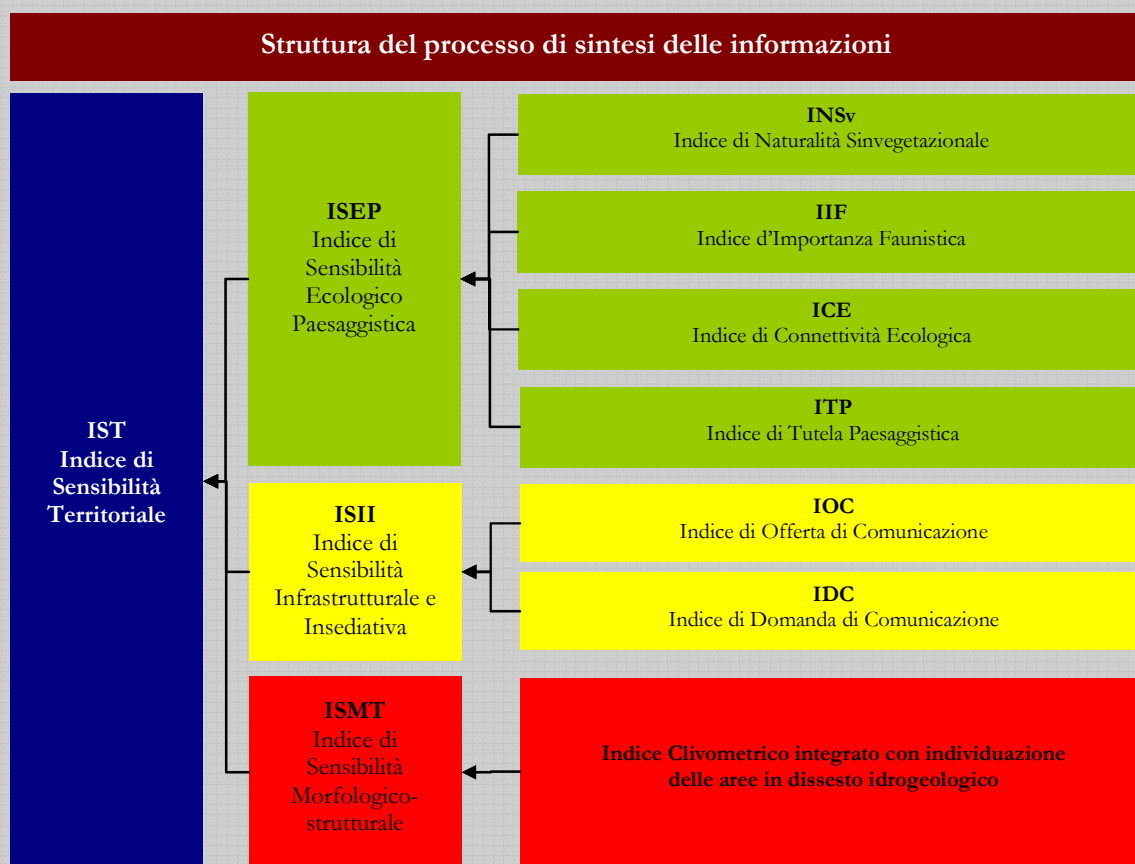 Struttura del processo di sintesi delle informazioni
IST
Indice di
Sensibilità
Territoriale
ISEP
Indice di
Sensibilità
Ecologico
Paesaggistica
INSv
Indice di Naturalità Sinvegetazionale
IIF
Indice d'Importanza Faunistica
ICE
Indice di Connettività Ecologica
ITP
Indice di Tutela Paesaggistica
ISII
Indice di
Sensibilità
Infrastrutturale e
Insediativa
IOC
Indice di Offerta di Comunicazione
IDC
Indice di Domanda di Comunicazione
ISMT
Indice di
Sensibilità
Morfologico-
strutturale
Indice Clivometrico integrato con individuazione
delle aree in dissesto idrogeologico